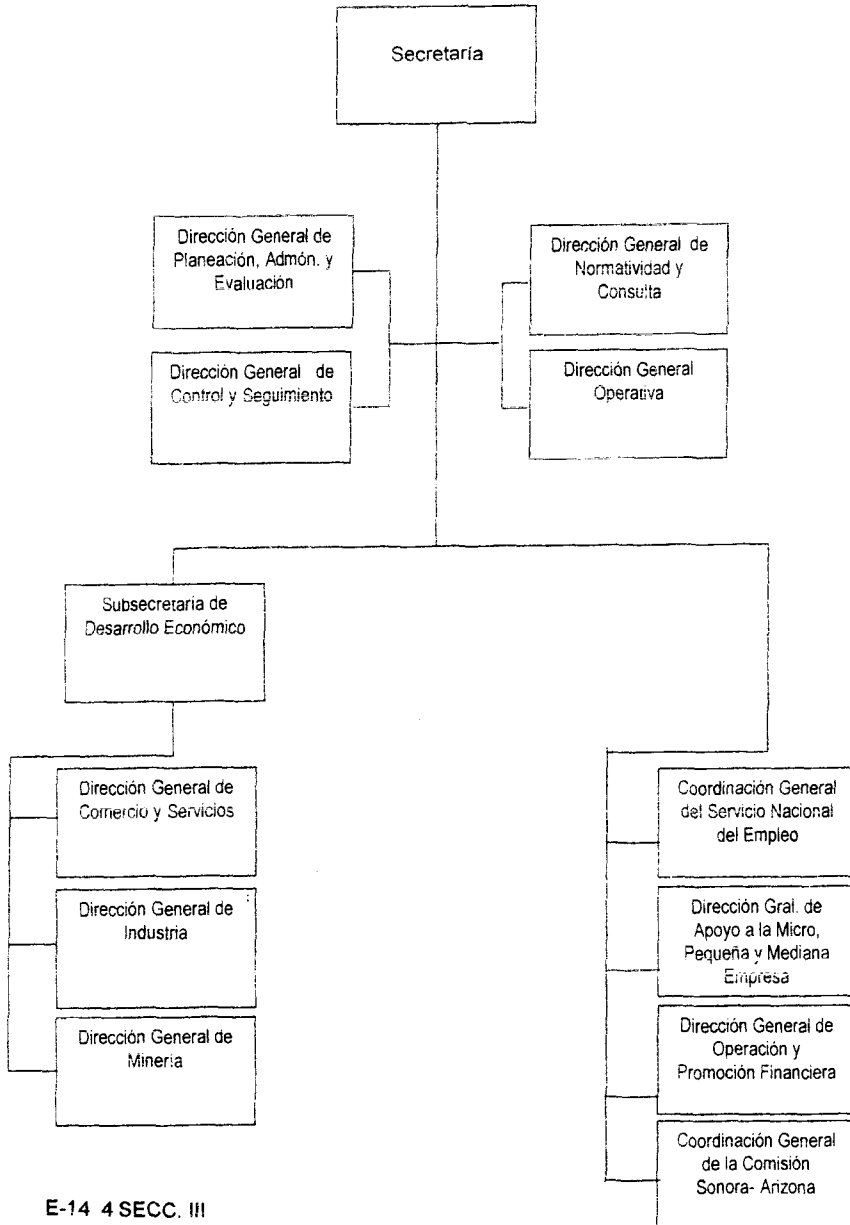 Secretaría
Dirección General de
Planeación, Admón. y
Evaluación
Dirección General de
Normatividad y
Consulta
Dirección General de
Control y Seguimiento
Dirección General
Operativa
Subsecretaria de
Desarrollo Económico
Dirección General de
Comercio y Servicios
Dirección General de
Industria
Dirección General de
Minería
Coordinación General
del Servicio Nacional
del Empleo
Dirección Gral. de
Apoyo a la Micro,
Pequeña y Mediana
Empresa
Dirección General de
Operación y
Promoción Financiera
Coordinación General
de la Comisión
Sonora- Arizona
E-14 4 SECC. III